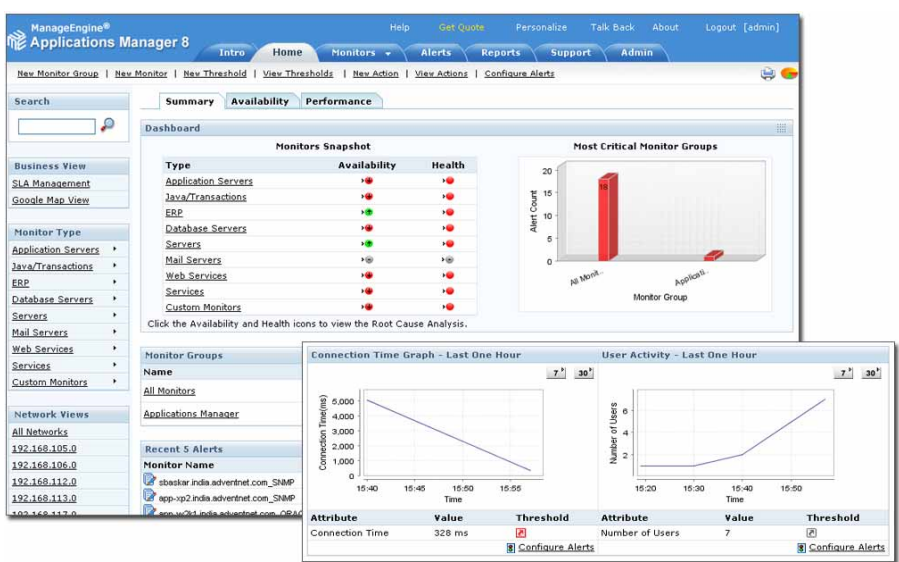 ManageEngine®
Applications Manager 8
Help Get Quote Personalize Talk Back About Logout [admin]
Intro Home Monitors Alerts Reports Support Admin
New Monitor Group | New Monitor | New Threshold | View Thresholds | New Action | View Actions | Configure Alerts
Search
Summary Availability Performance
Dashboard
Monitors Snapshot
Type Availability Health
Application Servers
Java/Transactions
ERP
Database Servers
Servers
Mail Servers
Web Services
Services
Custom Monitors
Click the Availability and Health icons to view the Root Cause Analysis.
Most Critical Monitor Groups
Alert Count
20
15
10
5
0
18
All Monit..
Applicati..
Monitor Group
Business View
SLA Management
Google Map View
Monitor Type
Application Servers
Java/Transactions
ERP
Database Servers
Servers
Mail Servers
Web Services
Services
Custom Monitors
Network Views
All Networks
192.168.105.0
192.168.106.0
192.168.112.0
192.168.113.0
192.168.117.0
Monitor Groups
Name
All Monitors
Applications Manager
Recent 5 Alerts
Monitor Name
sbaskar.india.adventnet.com_SNMP
app-xp2.india.adventnet.com_SNMP
Connection Time Graph - Last One Hour
7 30
Connection Time(ms)
5,000
4,000
3,000
2,000
1,000
0
15:40 15:45 15:50 15:55
Time
Attribute Value Threshold
Connection Time 328 ms
Configure Alerts
User Activity - Last One Hour
7 30
Number of Users
6
4
2
15:20 15:30 15:40 15:50
Time
Attribute Value Threshold
Number of Users 7
Configure Alerts